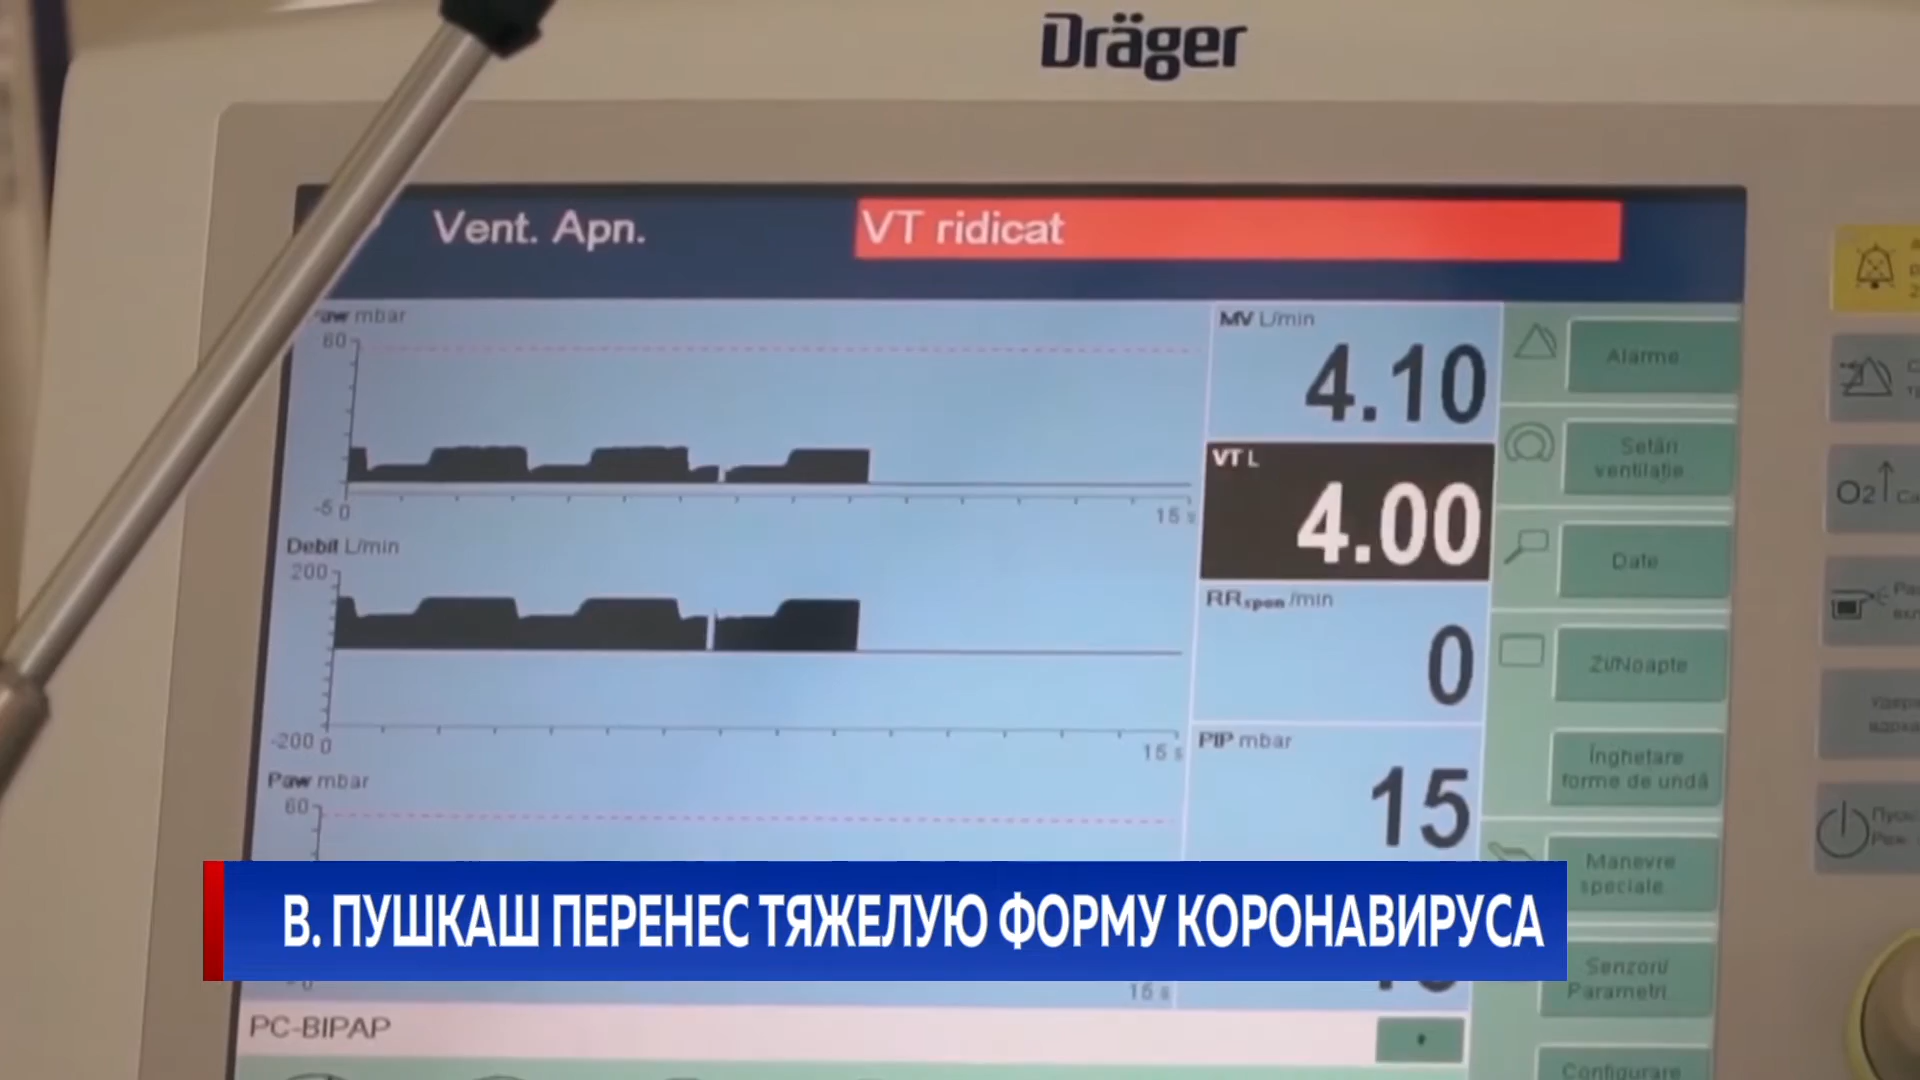 Dräger
Vent. Apn.
VT ridicat
Paw mbar
60
-5 0
15 s
Debit L/min
200
-200 0
15 s
Paw mbar
60
15 s
PC-BIPAP
MV L/min
4.10
VT L
4.00
RRspon /min
0
PIP mbar
15
Alarme
Setări
ventilaţie
Date
Zi/Noapte
Îngheţare
forme de undă
Manevre
speciale
Senzori/
Parametri
Configurare
O2
В. ПУШКАШ ПЕРЕНЕС ТЯЖЕЛУЮ ФОРМУ КОРОНАВИРУСА